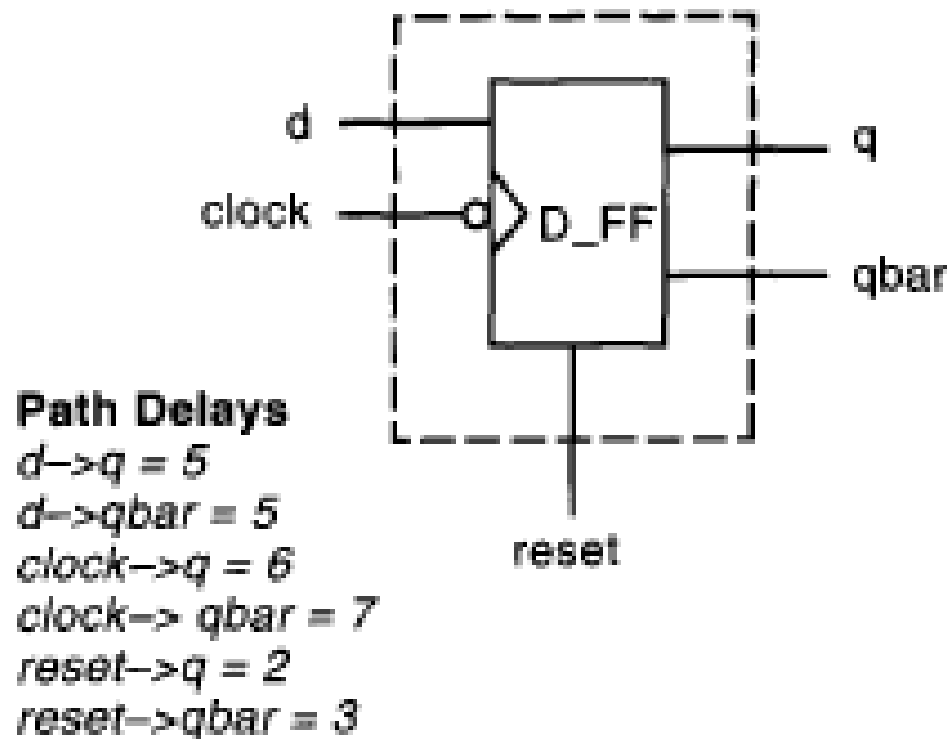 d
q
clock
D_FF
qbar
reset
Path Delays
d–>q = 5
d–>qbar = 5
clock–>q = 6
clock–> qbar = 7
reset–>q = 2
reset–>qbar = 3